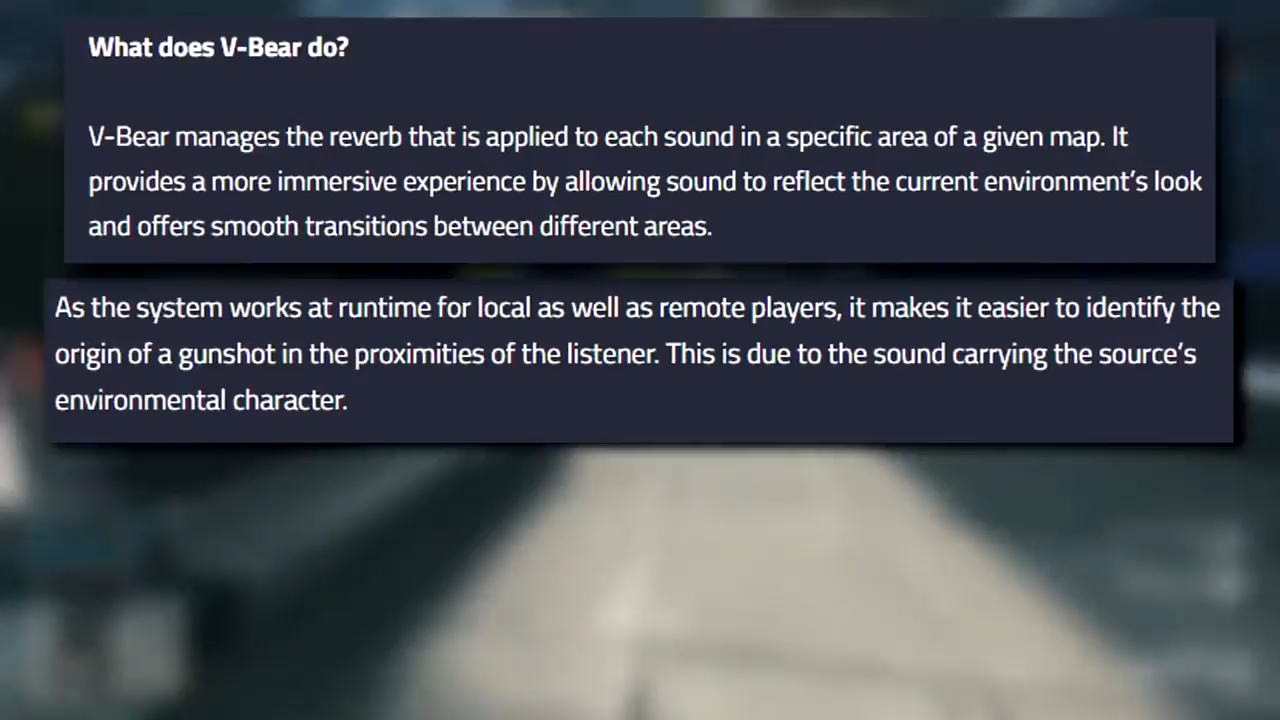 What does V-Bear do?
V-Bear manages the reverb that is applied to each sound in a specific area of a given map. It
provides a more immersive experience by allowing sound to reflect the current environment’s look
and offers smooth transitions between different areas.
As the system works at runtime for local as well as remote players, it makes it easier to identify the
origin of a gunshot in the proximities of the listener. This is due to the sound carrying the source’s
environmental character.